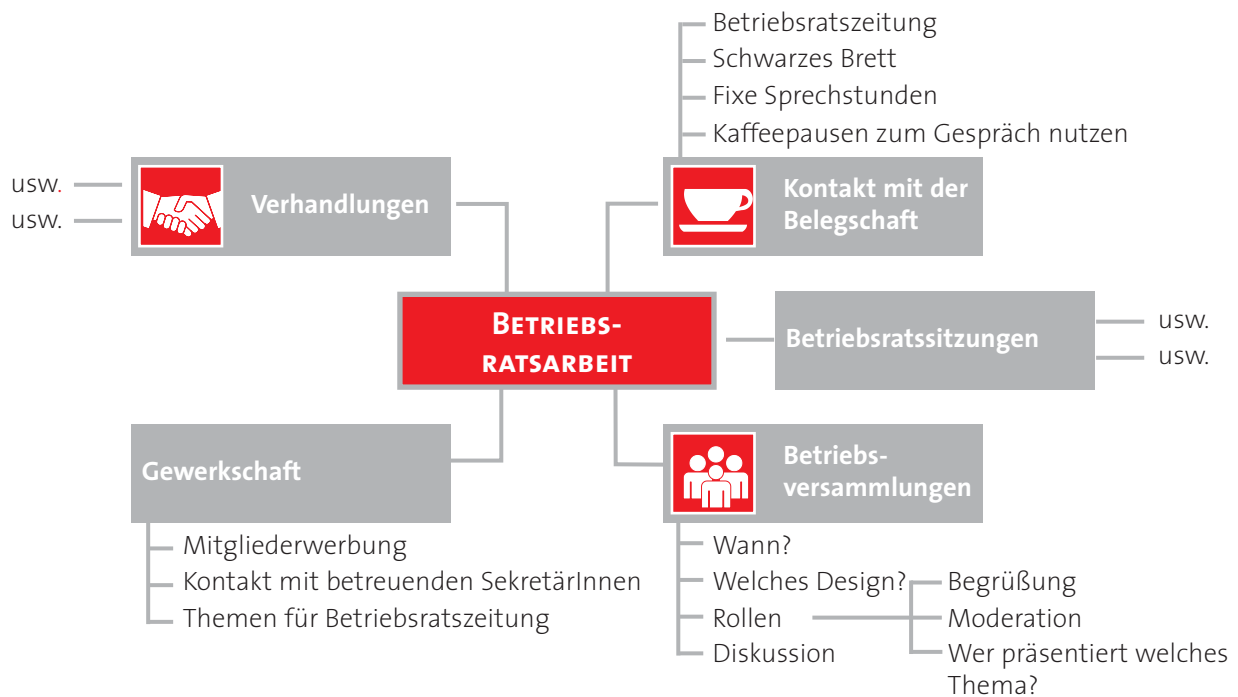 Betriebsratszeitung
Schwarzes Brett
Fixe Sprechstunden
Kaffeepausen zum Gespräch nutzen
usw.
usw.
Verhandlungen
Kontakt mit der
Belegschaft
BETRIEBS-
RATSARBEIT
Betriebsratssitzungen
usw.
usw.
Gewerkschaft
Mitgliederwerbung
Kontakt mit betreuenden SekretärInnen
Themen für Betriebsratszeitung
Betriebs-
versammlungen
Wann?
Welches Design?
Rollen
Diskussion
Begrüßung
Moderation
Wer präsentiert welches
Thema?